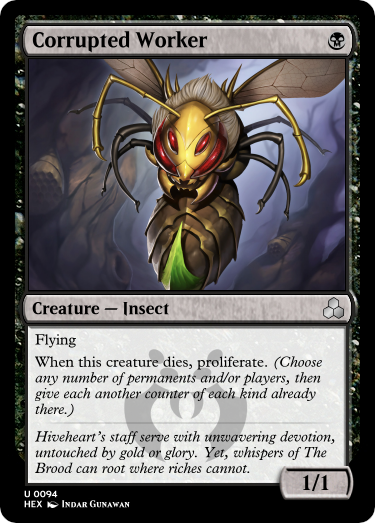 Corrupted Worker
Creature — Insect
Flying
When this creature dies, proliferate. (Choose
any number of permanents and/or players, then
give each another counter of each kind already
there.)
Hiveheart's staff serve with unwavering devotion,
untouched by gold or glory. Yet, whispers of The
Brood can root where riches cannot.
1/1
U 0094
HEX Indar Gunawan